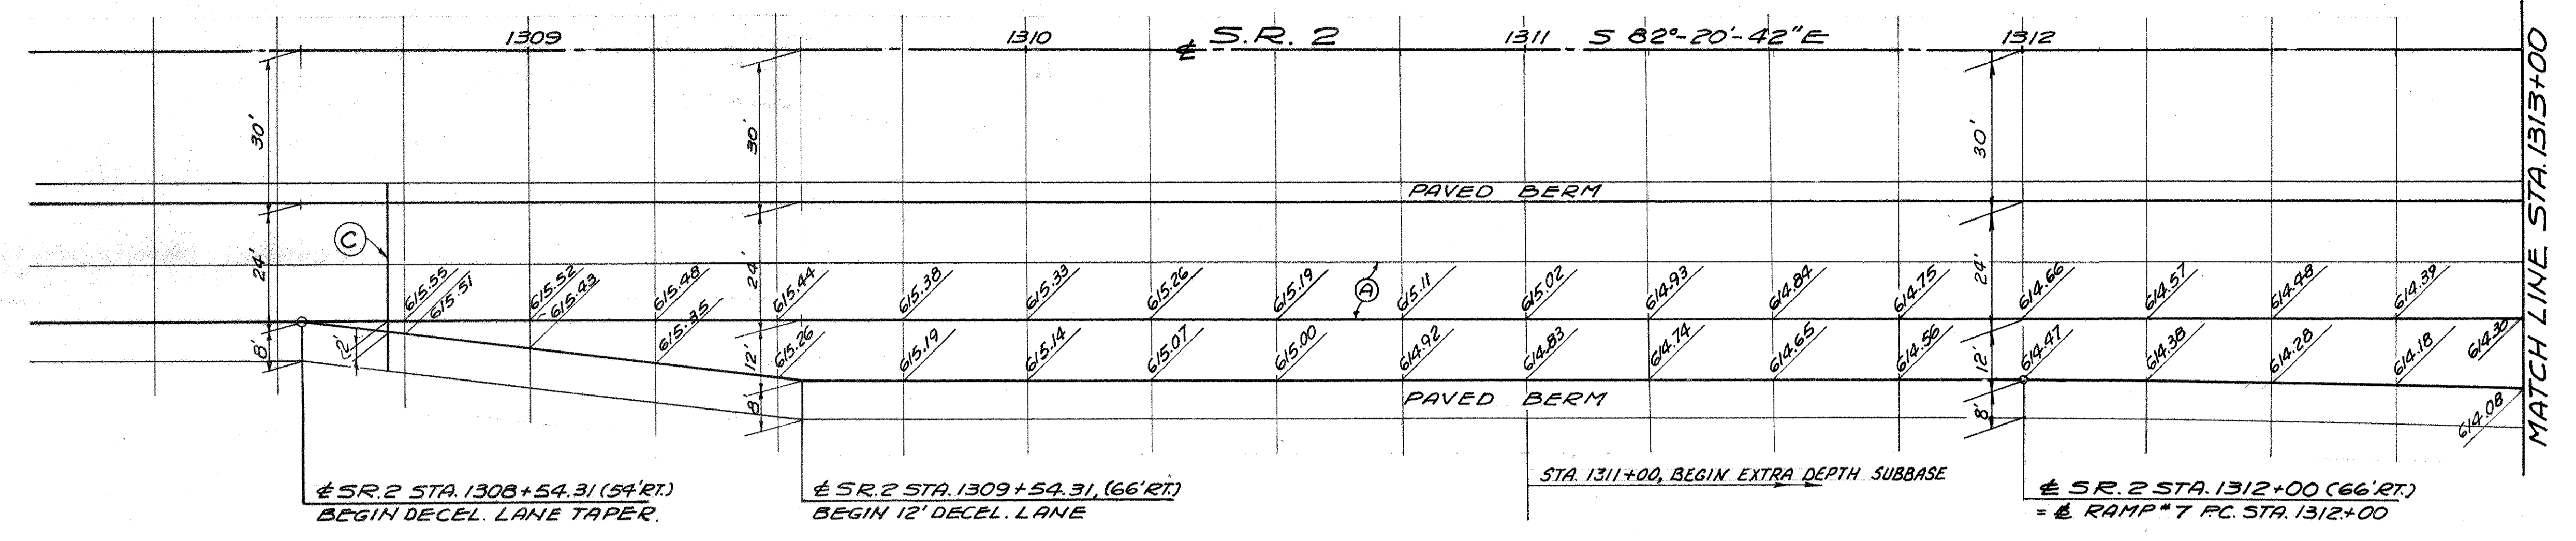 1309 1310 ℄ S.R. 2 1311 S 82°-20'-42"E 1312
30' 30' 30'
PAVED BERM
C
24' 24' A 24'
615.55 615.52 615.48 615.44 615.38 615.33 615.26 615.19 615.11 615.02 614.93 614.84 614.75 614.66 614.57 614.48 614.39
615.51 615.43 615.35 615.26 615.19 615.14 615.07 615.00 614.92 614.83 614.74 614.65 614.56 614.47 614.38 614.28 614.18 614.30
8' 2' 12' 12'
PAVED BERM
8' 8' 614.08
MATCH LINE STA. 1313+00
STA. 1311+00, BEGIN EXTRA DEPTH SUBBASE
℄ SR.2 STA. 1308+54.31 (54'RT.)
BEGIN DECEL. LANE TAPER.
℄ SR.2 STA. 1309+54.31, (66'RT.)
BEGIN 12' DECEL. LANE
℄ SR.2 STA. 1312+00 (66'RT.)
= ℄ RAMP #7 P.C. STA. 1312+00